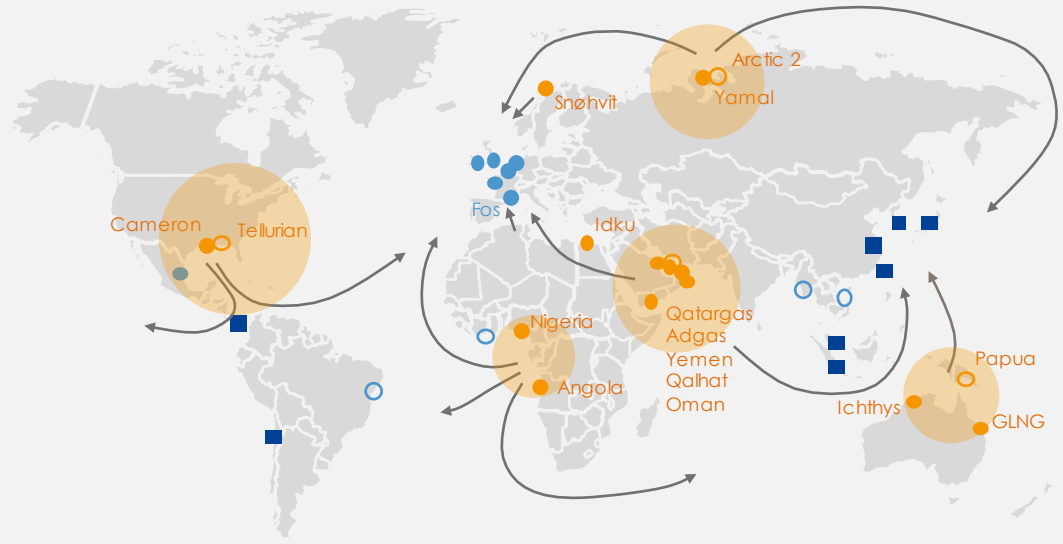 Arctic 2
Yamal
Snøhvit
Cameron
Tellurian
Fos
Idku
Nigeria
Angola
Qatargas
Adgas
Yemen
Qalhat
Oman
Papua
Ichthys
GLNG